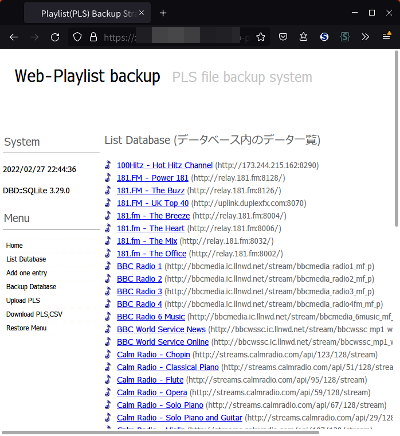 Playlist(PLS) Backup Str
https://
Web-Playlist backup PLS file backup system
System
2022/02/27 22:44:36
DBD::SQLite 3.29.0
Menu
Home
List Database
Add one entry
Backup Database
Upload PLS
Download PLS,CSV
Restore Menu
List Database (データベース内のデータ一覧)
100Hitz - Hot Hitz Channel (http://173.244.215.162:8290)
181.FM - Power 181 (http://relay.181.fm:8128/)
181.FM - The Buzz (http://relay.181.fm:8126/)
181.FM - UK Top 40 (http://uplink.duplexfx.com:8070)
181.fm - The Breeze (http://relay.181.fm:8004/)
181.fm - The Heart (http://relay.181.fm:8006/)
181.fm - The Mix (http://relay.181.fm:8032/)
181.fm - The Office (http://relay.181.fm:8002/)
BBC Radio 1 (http://bbcmedia.ic.llnwd.net/stream/bbcmedia_radio1_mf_p)
BBC Radio 2 (http://bbcmedia.ic.llnwd.net/stream/bbcmedia_radio2_mf_p)
BBC Radio 3 (http://bbcmedia.ic.llnwd.net/stream/bbcmedia_radio3_mf_p)
BBC Radio 4 (http://bbcmedia.ic.llnwd.net/stream/bbcmedia_radio4fm_mf_p)
BBC Radio 6 Music (http://bbcmedia.ic.llnwd.net/stream/bbcmedia_6music_mf_
BBC World Service News (http://bbcwssc.ic.llnwd.net/stream/bbcwssc_mp1_w
BBC World Service Online (http://bbcwssc.ic.llnwd.net/stream/bbcwssc_mp1
Calm Radio - Chopin (http://streams.calmradio.com/api/123/128/stream)
Calm Radio - Classical Piano (http://streams.calmradio.com/api/51/128/stream
Calm Radio - Flute (http://streams.calmradio.com/api/95/128/stream)
Calm Radio - Opera (http://streams.calmradio.com/api/59/128/stream)
Calm Radio - Solo Piano (http://streams.calmradio.com/api/67/128/stream)
Calm Radio - Solo Piano and Guitar (http://streams.calmradio.com/api/29/128